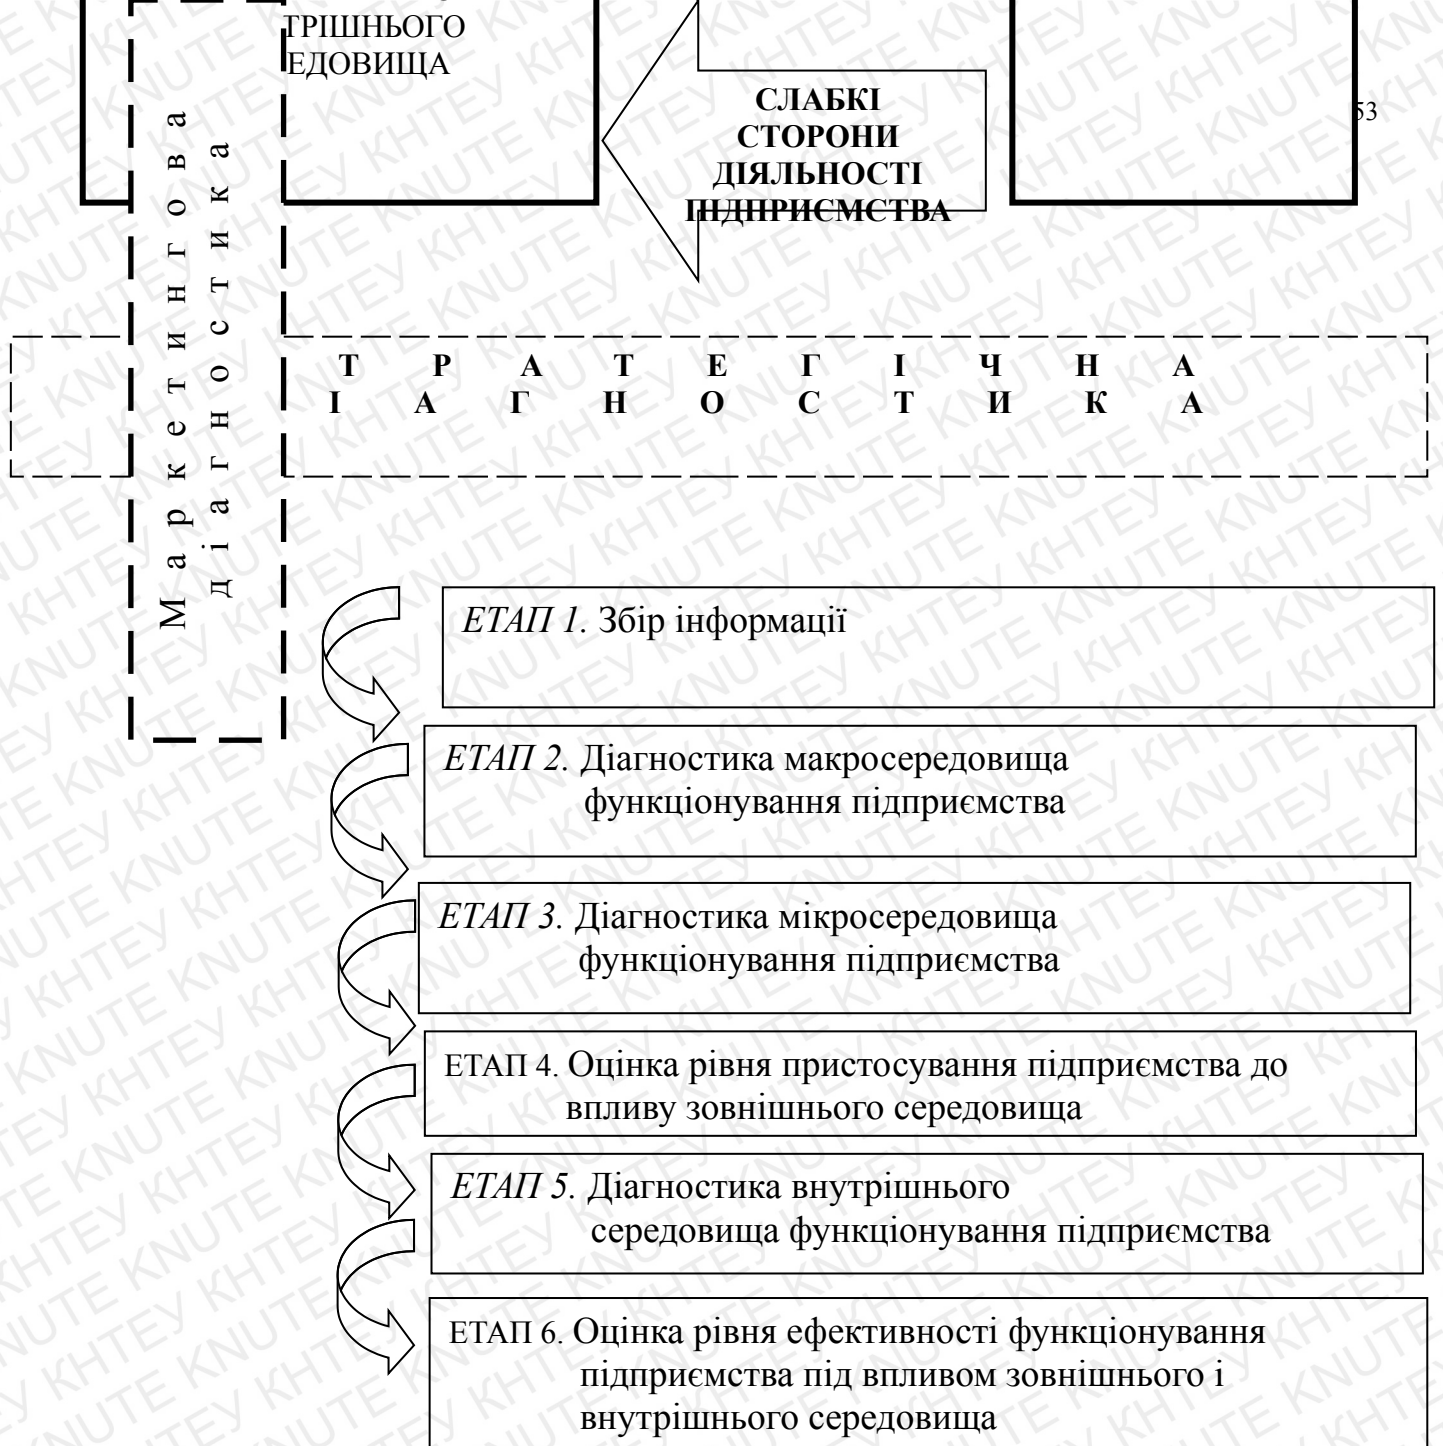 ТРІШНЬОГО
ЕДОВИЩА
СЛАБКІ
СТОРОНИ
ДІЯЛЬНОСТІ
ПІДПРИЄМСТВА
53
Маркетингова
діагностика
Т Р А Т Е Г І Ч Н А
І А Г Н О С Т И К А
ЕТАП 1. Збір інформації
ЕТАП 2. Діагностика макросередовища
функціонування підприємства
ЕТАП 3. Діагностика мікросередовища
функціонування підприємства
ЕТАП 4. Оцінка рівня пристосування підприємства до
впливу зовнішнього середовища
ЕТАП 5. Діагностика внутрішнього
середовища функціонування підприємства
ЕТАП 6. Оцінка рівня ефективності функціонування
підприємства під впливом зовнішнього і
внутрішнього середовища